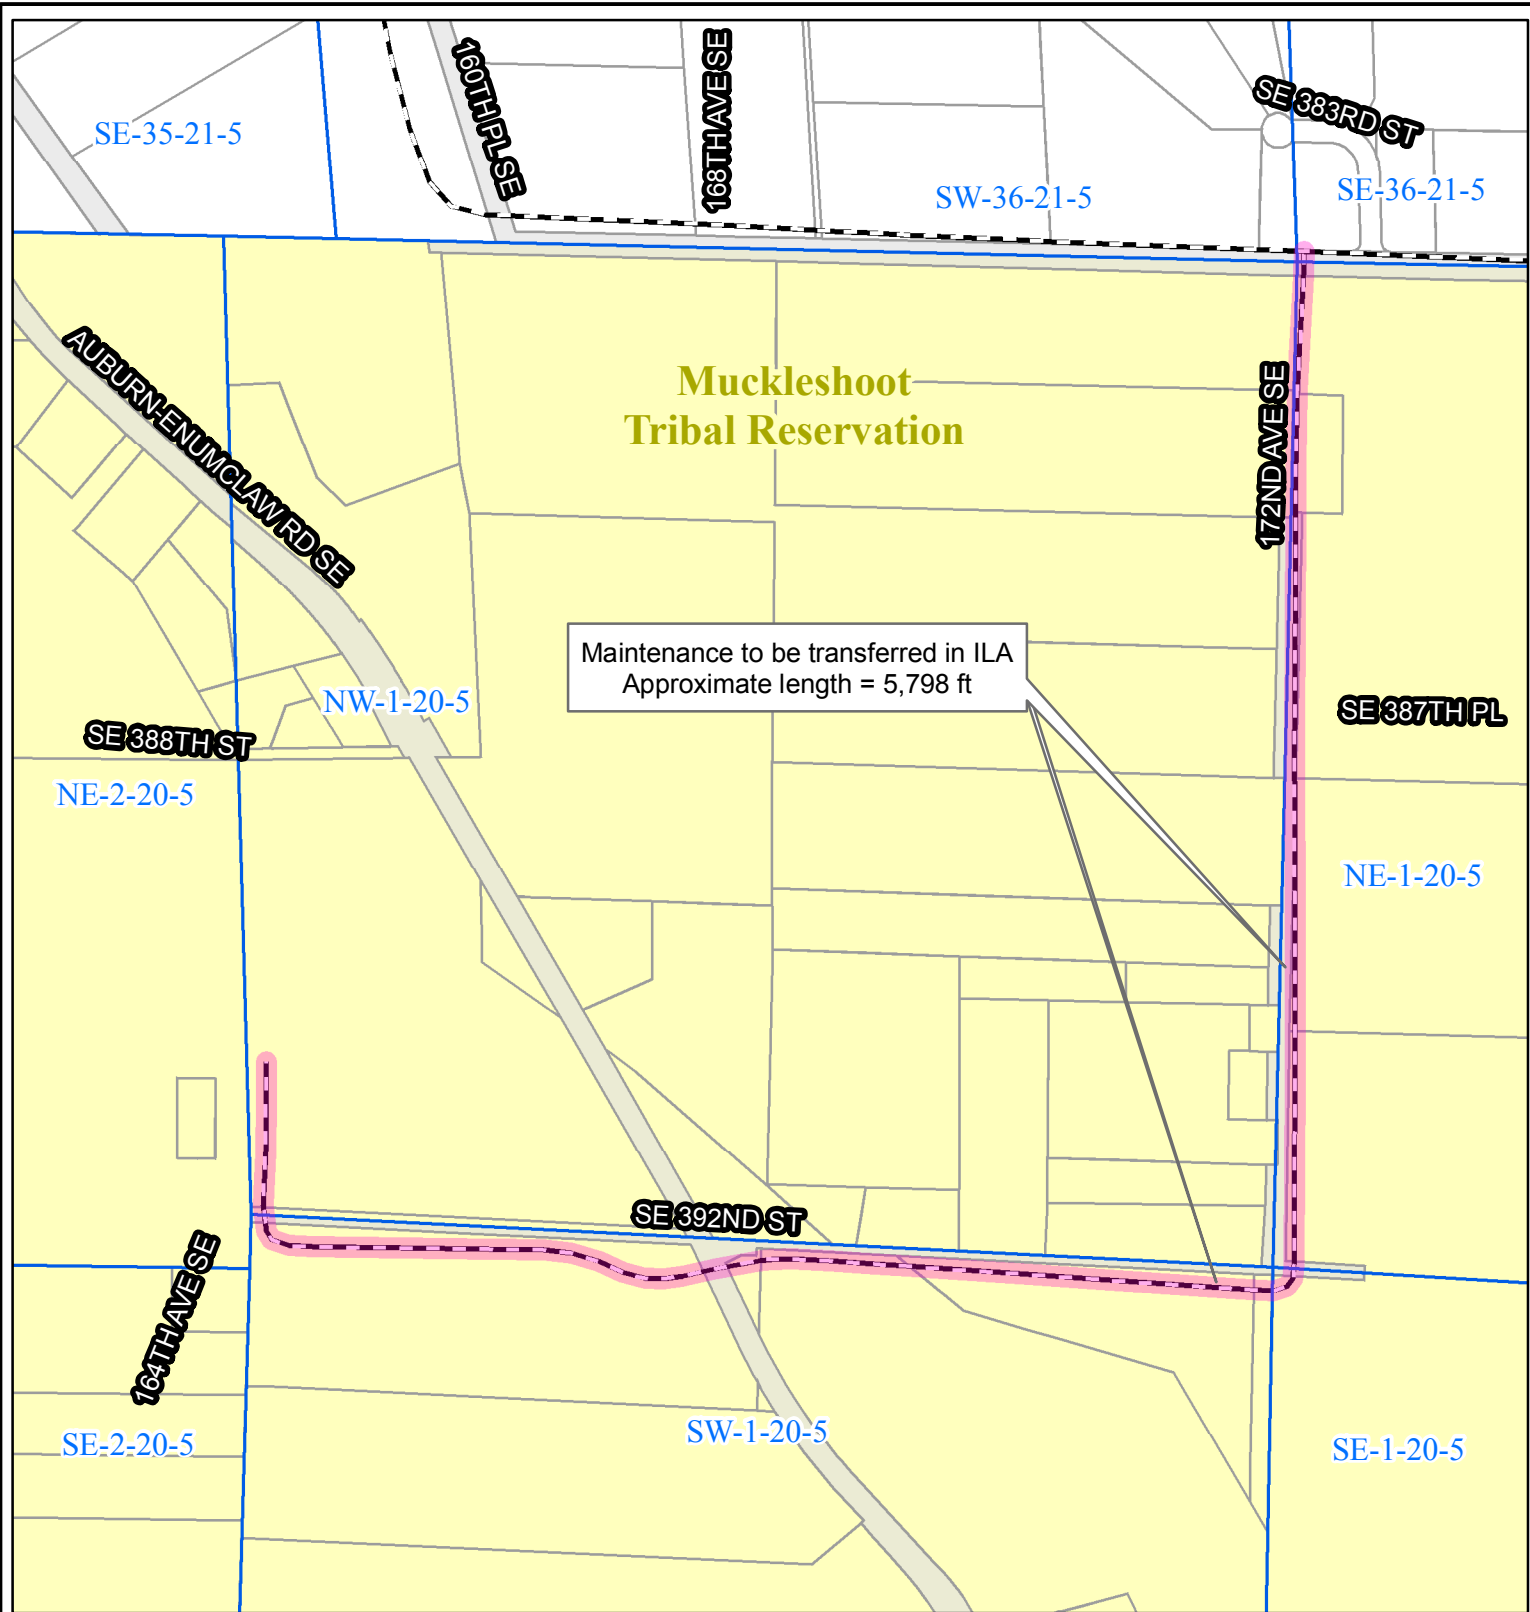 160TH PL SE
168TH AVE SE
SE 383RD ST
SE-35-21-5
SW-36-21-5
SE-36-21-5
AUBURN-ENUMCLAW RD SE
Muckleshoot
Tribal Reservation
172ND AVE SE
Maintenance to be transferred in ILA
Approximate length = 5,798 ft
NW-1-20-5
SE 387TH PL
SE 388TH ST
NE-2-20-5
NE-1-20-5
SE 392ND ST
164TH AVE SE
SE-2-20-5
SW-1-20-5
SE-1-20-5